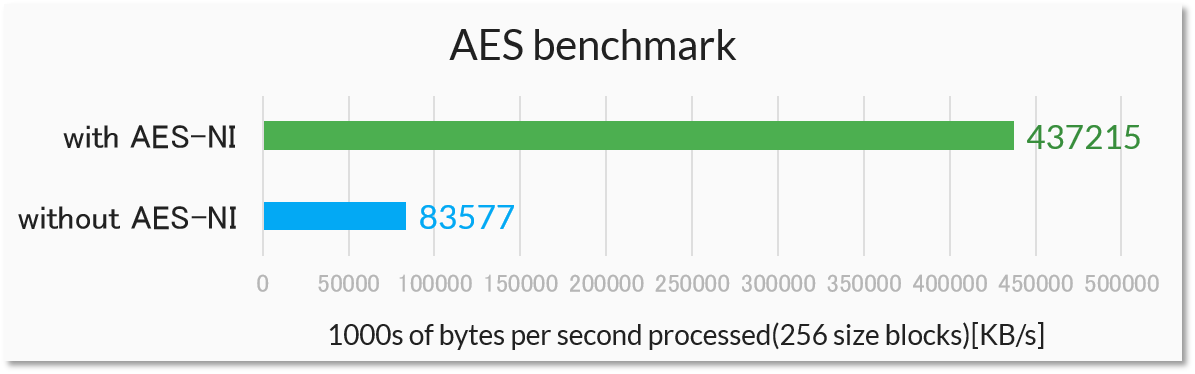 AES benchmark
with AES-NI
437215
without AES-NI
83577
0 50000 100000 150000 200000 250000 300000 350000 400000 450000 500000
1000s of bytes per second processed(256 size blocks)[KB/s]